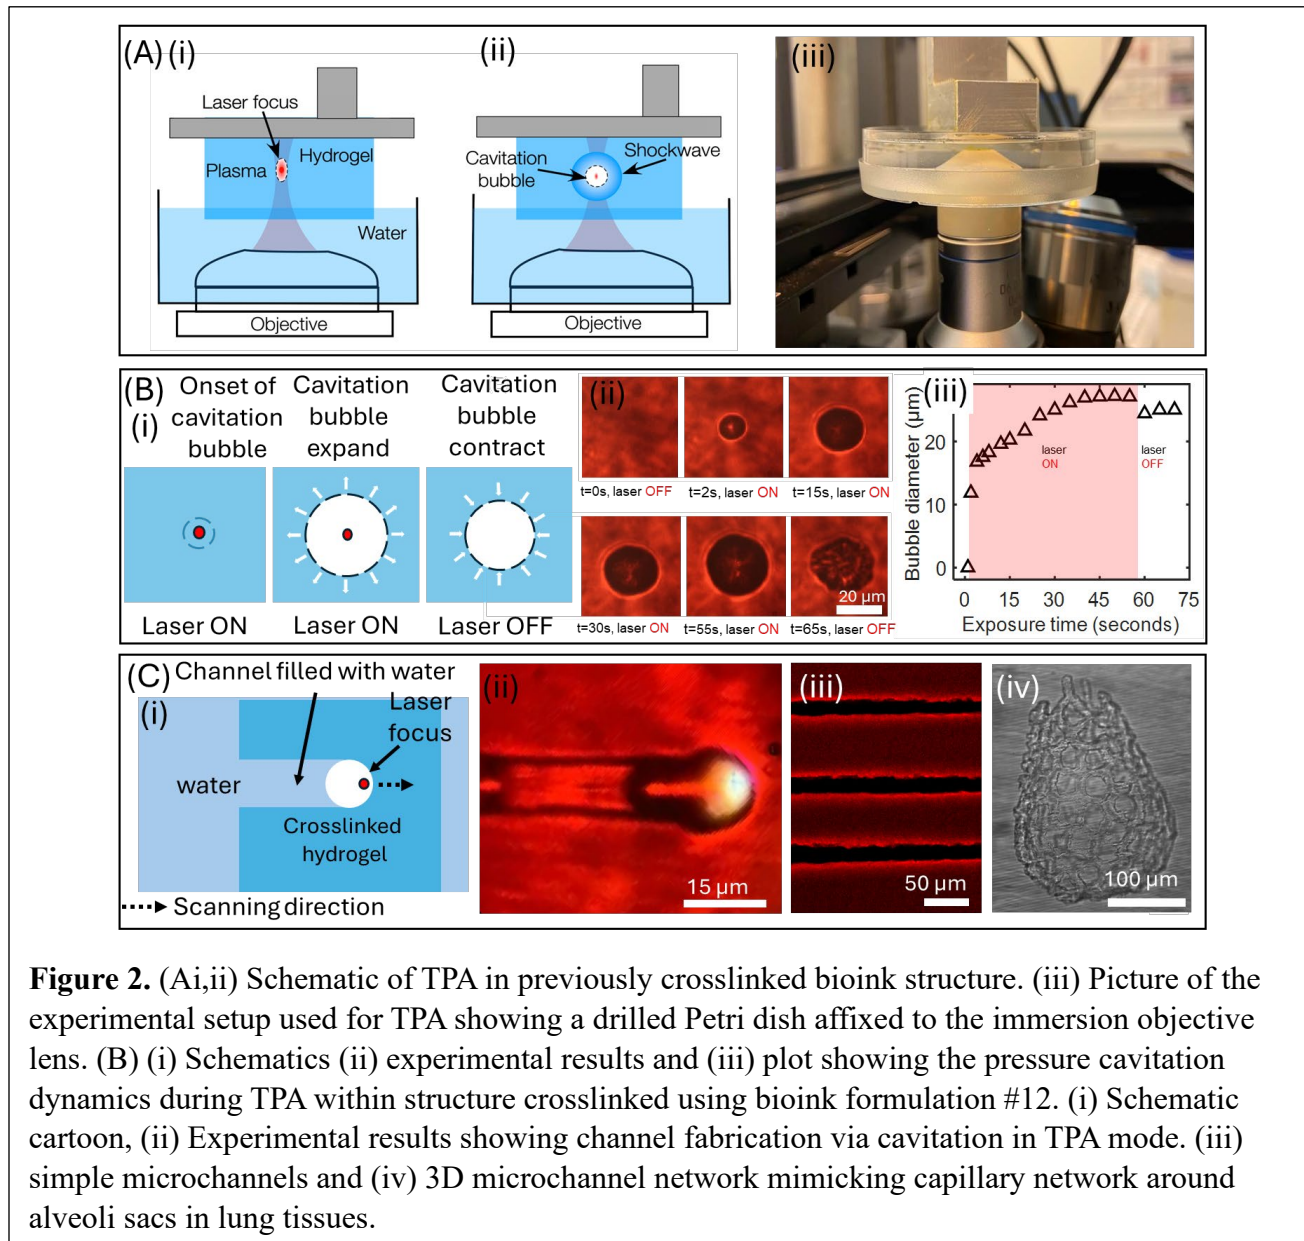 (A)
(i)
Laser focus
Plasma
Hydrogel
Water
Objective
(ii)
Cavitation
bubble
Shockwave
Objective
(iii)
(B)
(i)
Onset of
cavitation
bubble
Cavitation
bubble
expand
Cavitation
bubble
contract
Laser ON
Laser ON
Laser OFF
(ii)
t=0s, laser OFF
t=2s, laser ON
t=15s, laser ON
20 µm
t=30s, laser ON
t=55s, laser ON
t=65s, laser OFF
(iii)
Bubble diameter (µm)
20
10
0
laser
ON
laser
OFF
0 15 30 45 60 75
Exposure time (seconds)
(C)
Channel filled with water
(i)
Laser
focus
water
Crosslinked
hydrogel
Scanning direction
(ii)
15 µm
(iii)
50 µm
(iv)
100 µm
Figure 2. (Ai,ii) Schematic of TPA in previously crosslinked bioink structure. (iii) Picture of the
experimental setup used for TPA showing a drilled Petri dish affixed to the immersion objective
lens. (B) (i) Schematics (ii) experimental results and (iii) plot showing the pressure cavitation
dynamics during TPA within structure crosslinked using bioink formulation #12. (i) Schematic
cartoon, (ii) Experimental results showing channel fabrication via cavitation in TPA mode. (iii)
simple microchannels and (iv) 3D microchannel network mimicking capillary network around
alveoli sacs in lung tissues.